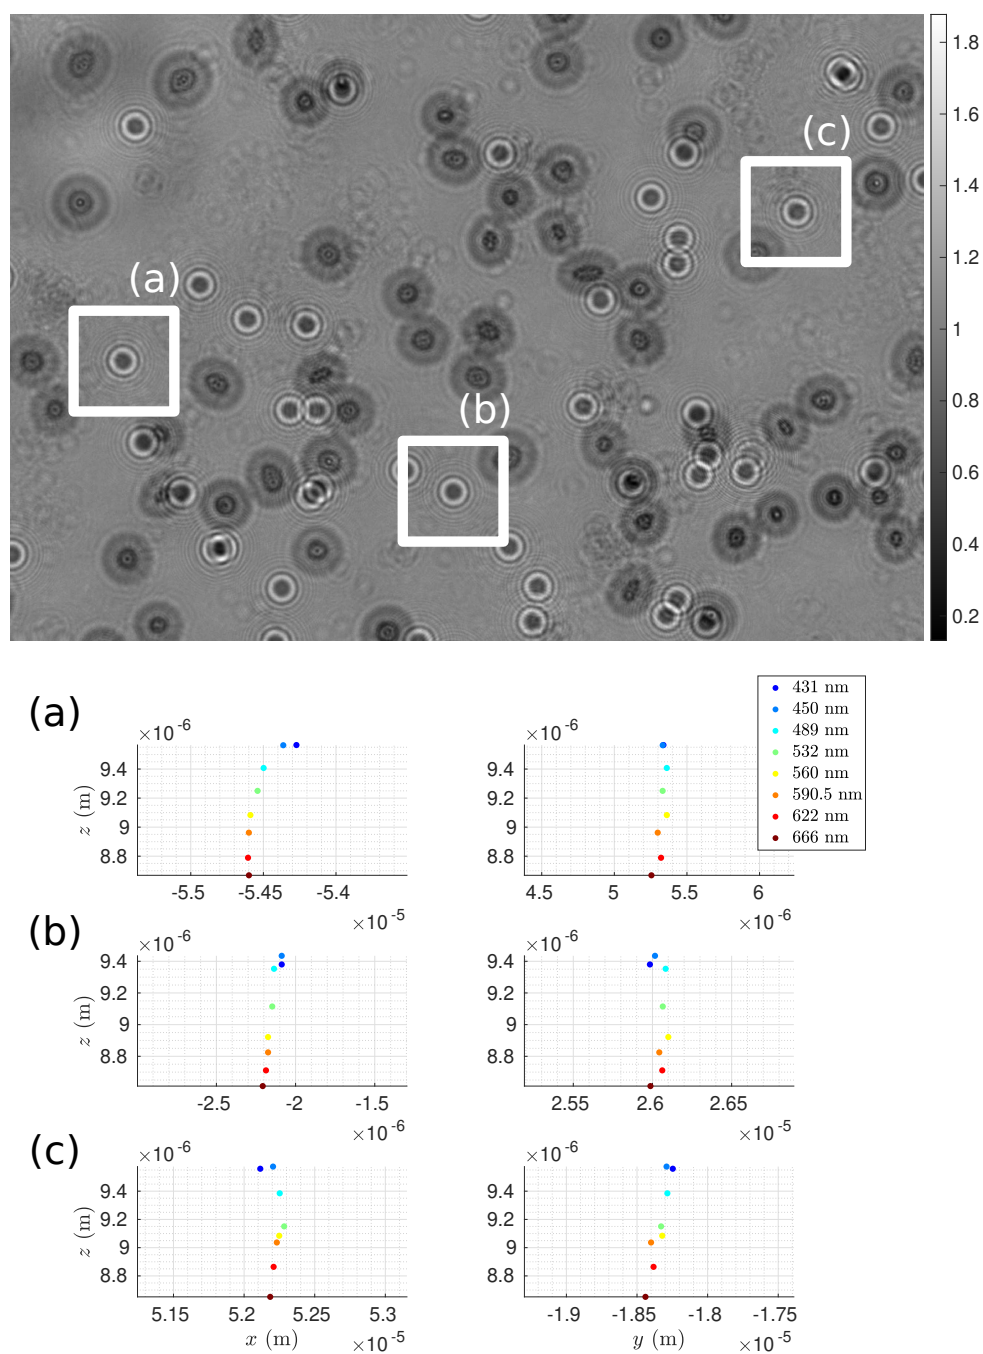 1.8
(c)
1.6
1.4
(a)
1.2
1
(b)
0.8
0.6
0.4
0.2
(a)
×10^-6
9.4
9.2
9
8.8
z (m)
-5.5 -5.45 -5.4
×10^-5
4.5 5 5.5 6
×10^-6
431 nm
450 nm
489 nm
532 nm
560 nm
590.5 nm
622 nm
666 nm
(b)
×10^-6
9.4
9.2
9
8.8
z (m)
-2.5 -2 -1.5
×10^-6
×10^-6
9.4
9.2
9
8.8
2.55 2.6 2.65
×10^-5
(c)
×10^-6
9.4
9.2
9
8.8
z (m)
5.15 5.2 5.25 5.3
x (m)
×10^-5
×10^-6
9.4
9.2
9
8.8
-1.9 -1.85 -1.8 -1.75
y (m)
×10^-5
×10^-6
9.4
9.2
9
8.8